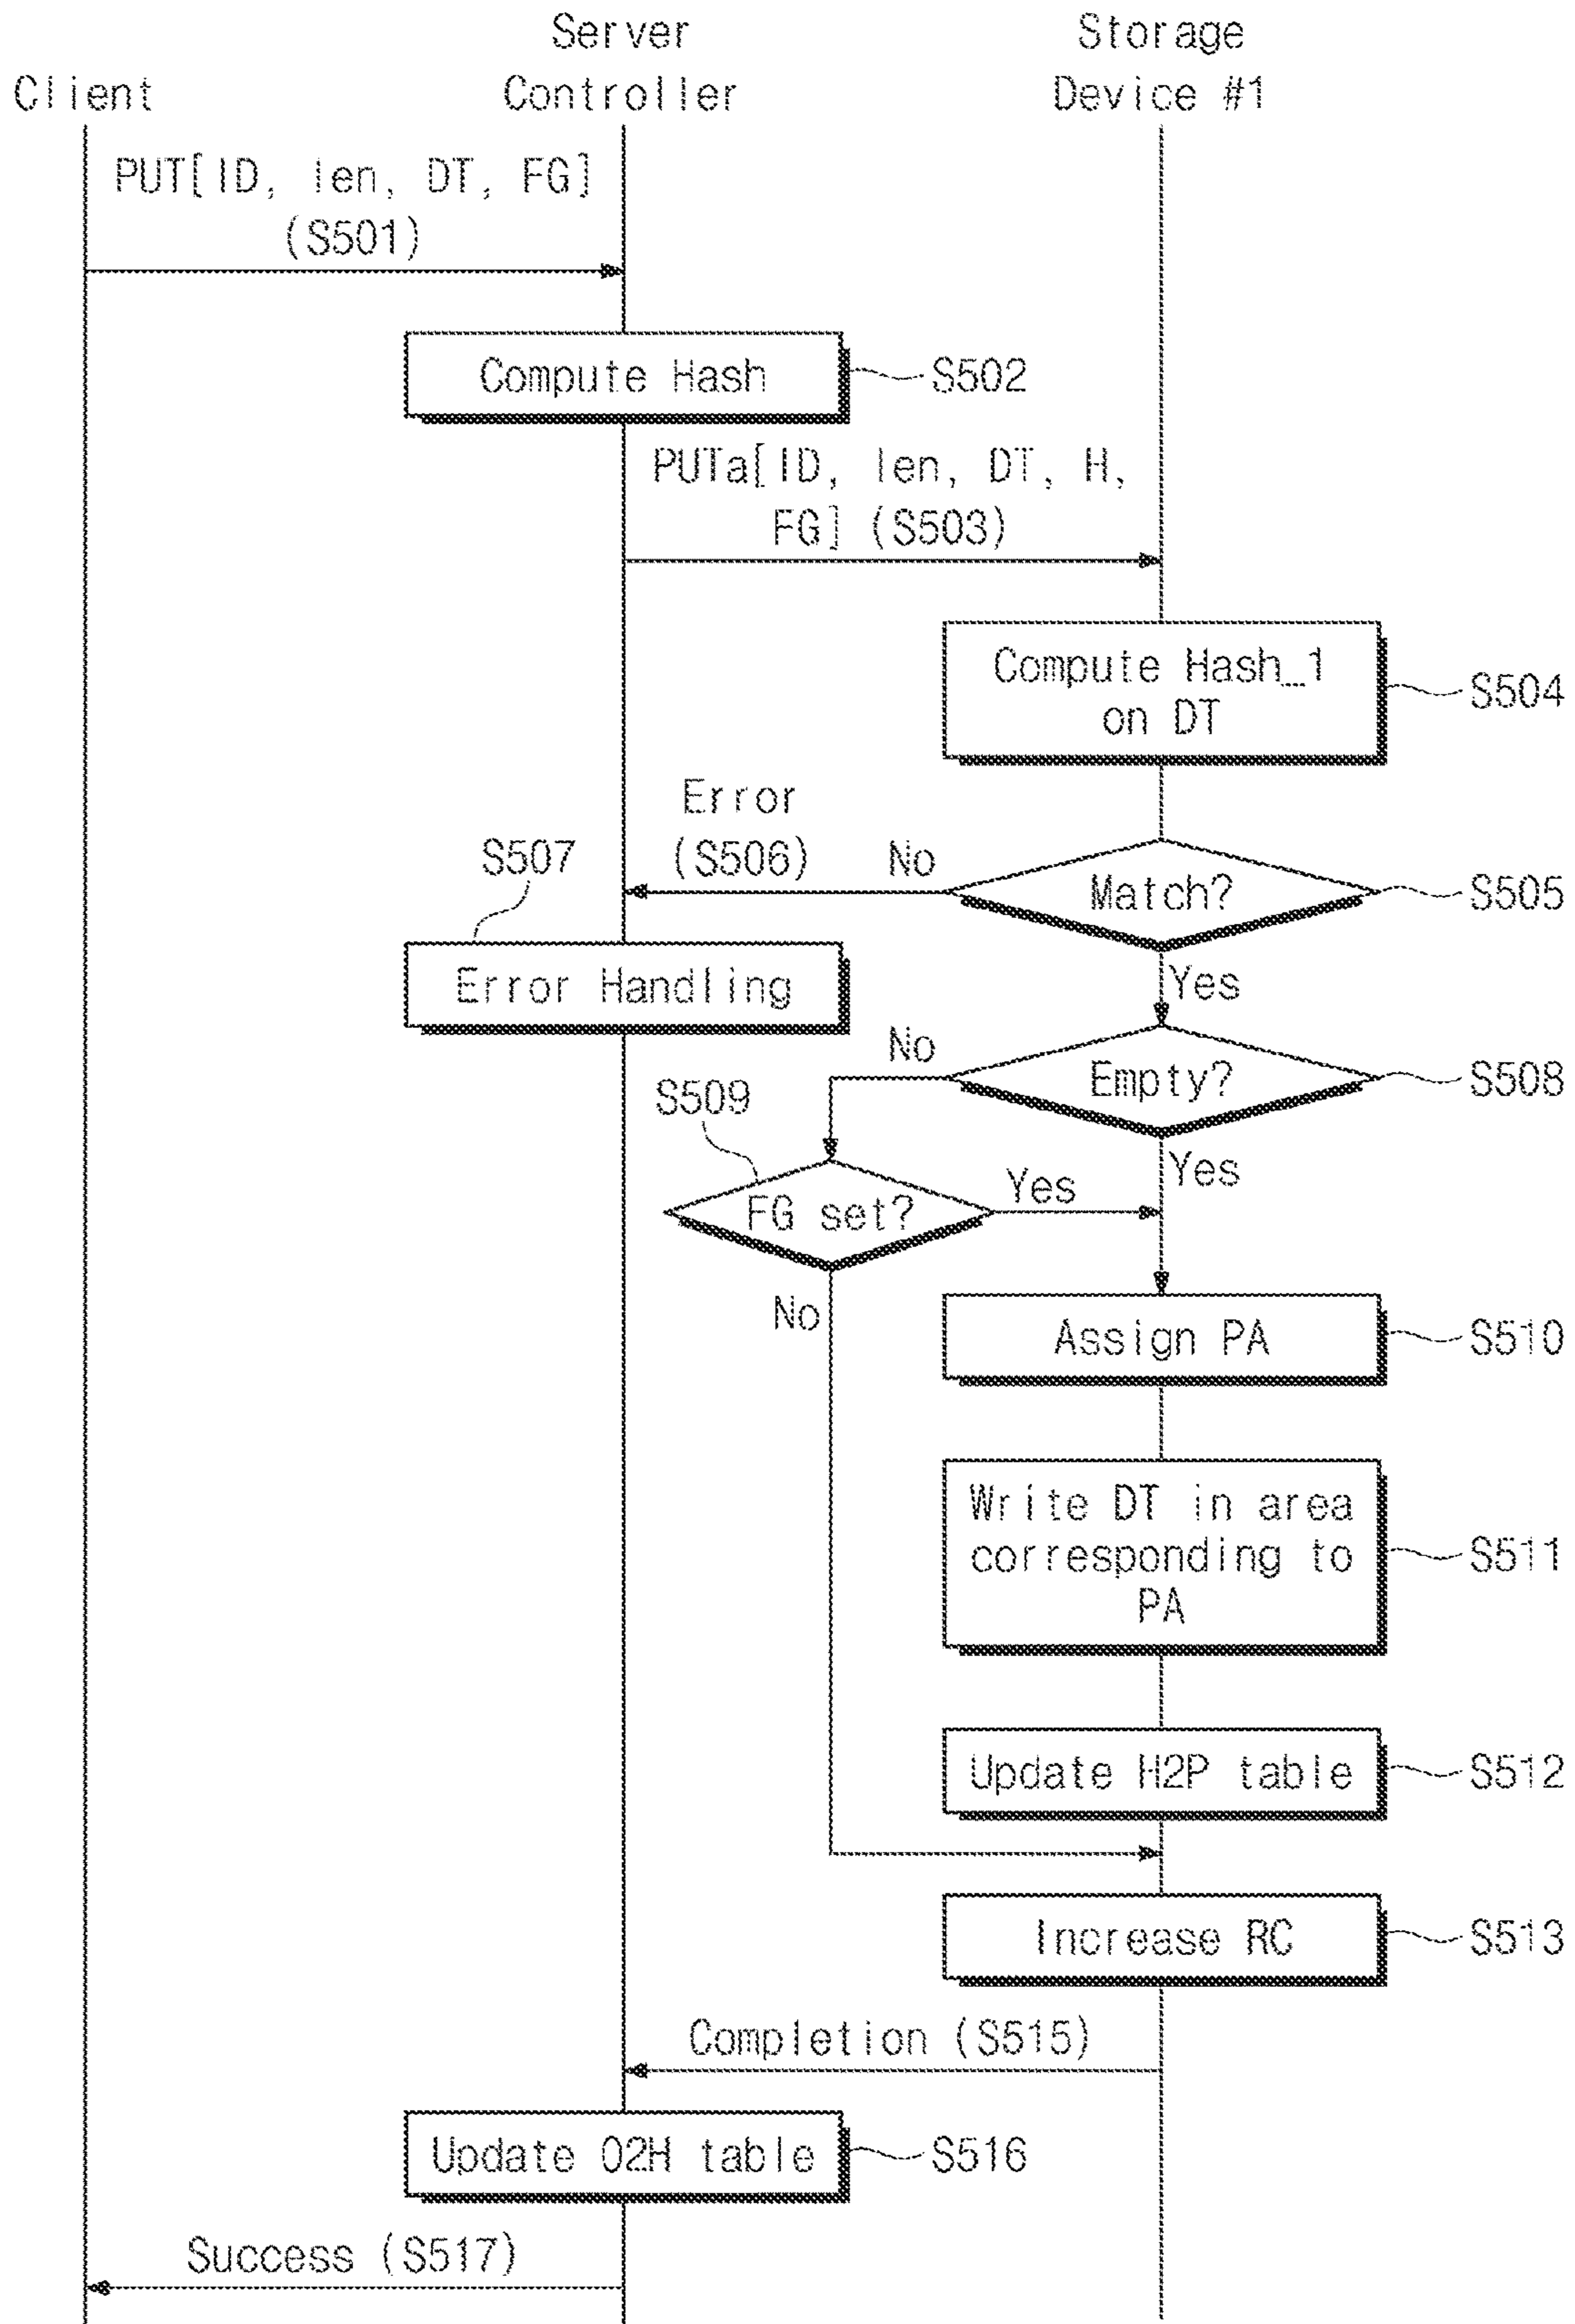 Client
Server
Controller
Storage
Device #1
PUT[ID, len, DT, FG]
(S501)
Compute Hash
S502
PUTa[ID, len, DT, H,
FG] (S503)
Compute Hash_1
on DT
S504
Error
(S506)
No
Match?
S505
S507
Error Handling
Yes
No
Empty?
S508
S509
Yes
FG set?
Yes
No
Assign PA
S510
Write DT in area
corresponding to
PA
S511
Update H2P table
S512
Increase RC
S513
Completion (S515)
Update O2H table
S516
Success (S517)